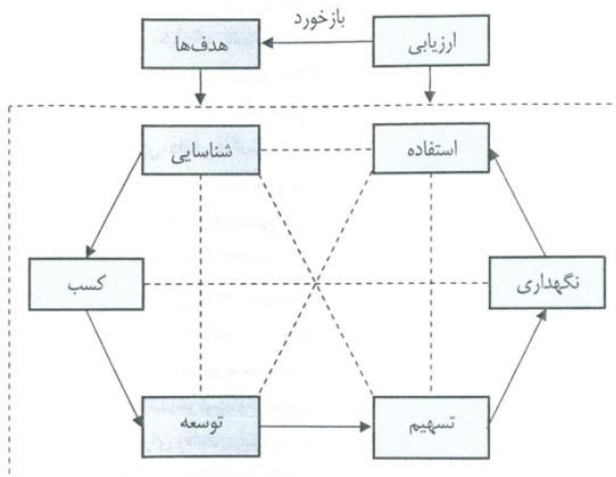 بازخورد
ارزیابی
هدف‌ها
استفاده
شناسایی
نگهداری
کسب
تسهیم
توسعه